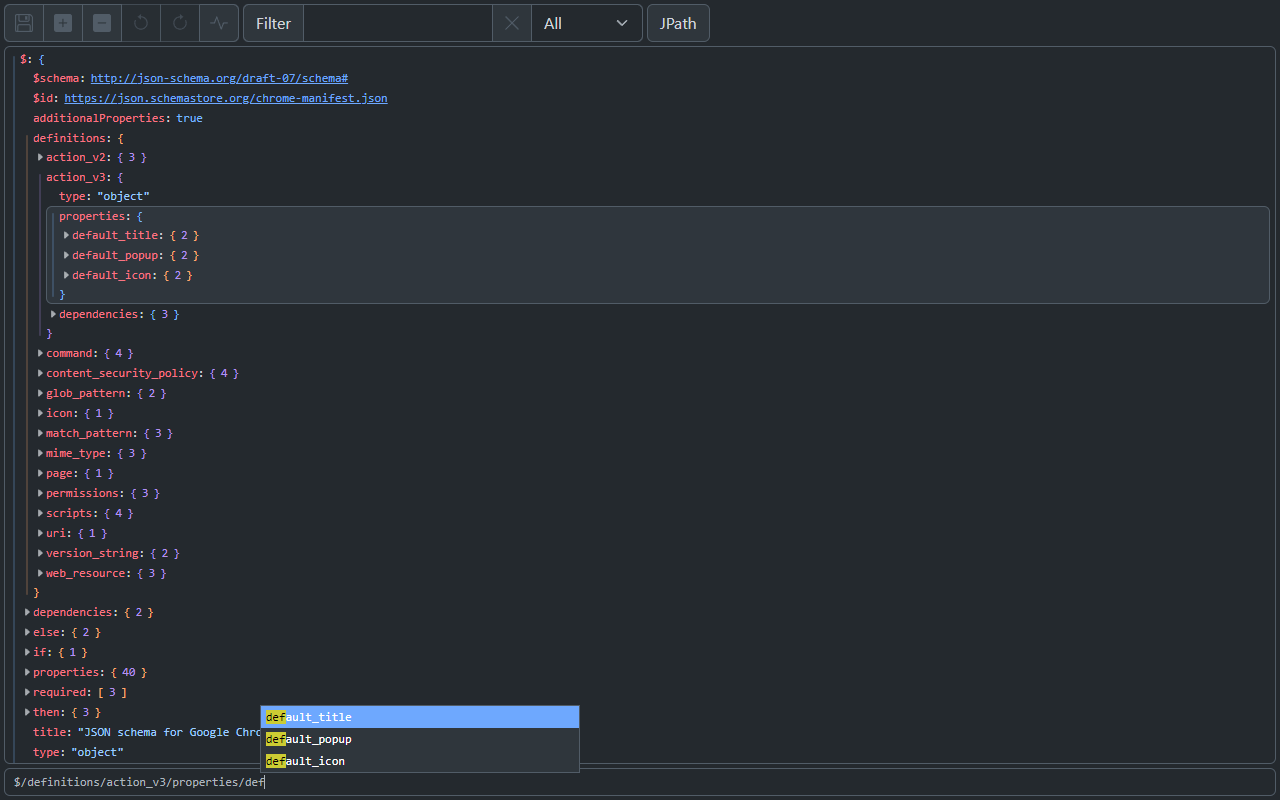 Filter All JPath
$: {
$schema: http://json-schema.org/draft-07/schema#
$id: https://json.schemastore.org/chrome-manifest.json
additionalProperties: true
definitions: {
action_v2: { 3 }
action_v3: {
type: "object"
properties: {
default_title: { 2 }
default_popup: { 2 }
default_icon: { 2 }
}
dependencies: { 3 }
}
command: { 4 }
content_security_policy: { 4 }
glob_pattern: { 2 }
icon: { 1 }
match_pattern: { 3 }
mime_type: { 3 }
page: { 1 }
permissions: { 3 }
scripts: { 4 }
uri: { 1 }
version_string: { 2 }
web_resource: { 3 }
}
dependencies: { 2 }
else: { 2 }
if: { 1 }
properties: { 40 }
required: [ 3 ]
then: { 3 }
title: "JSON schema for Google Chro
type: "object"
default_title
default_popup
default_icon
$/definitions/action_v3/properties/def